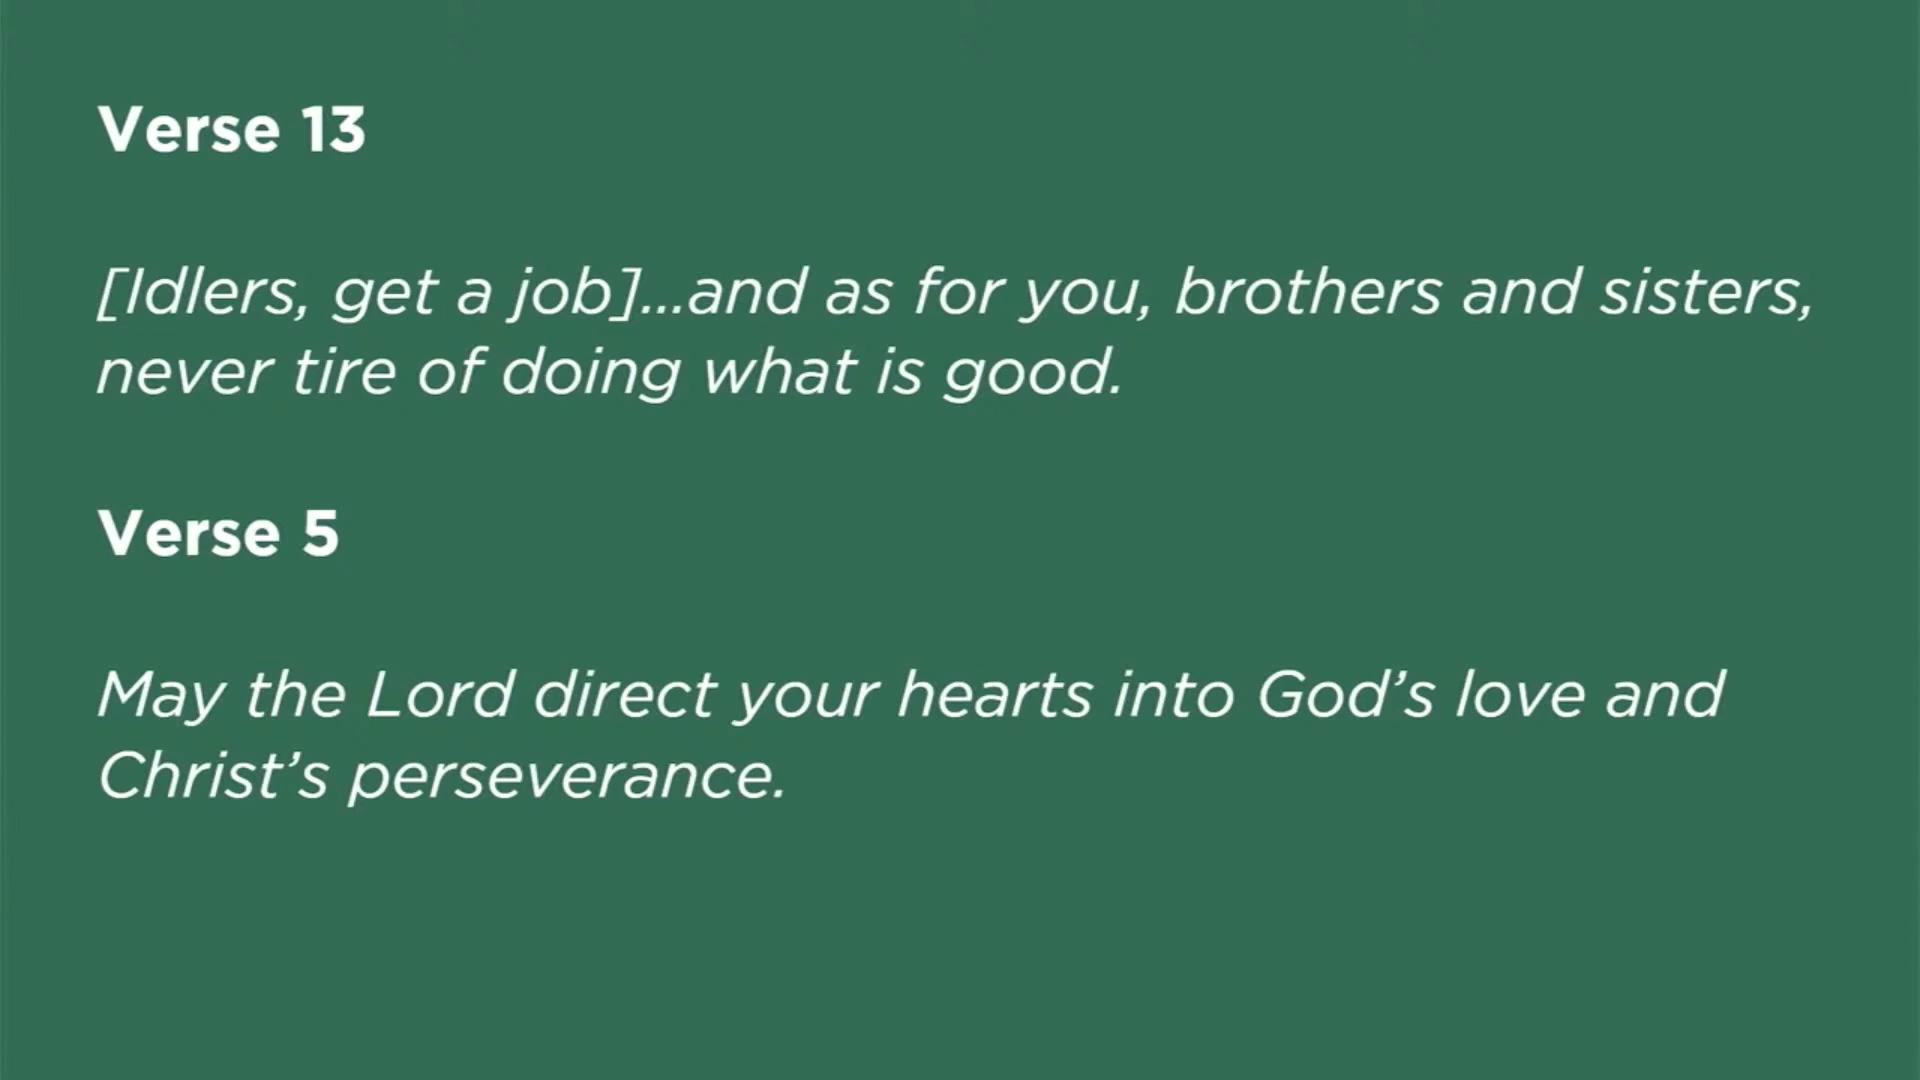 Verse 13
[Idlers, get a job]...and as for you, brothers and sisters,
never tire of doing what is good.
Verse 5
May the Lord direct your hearts into God’s love and
Christ’s perseverance.